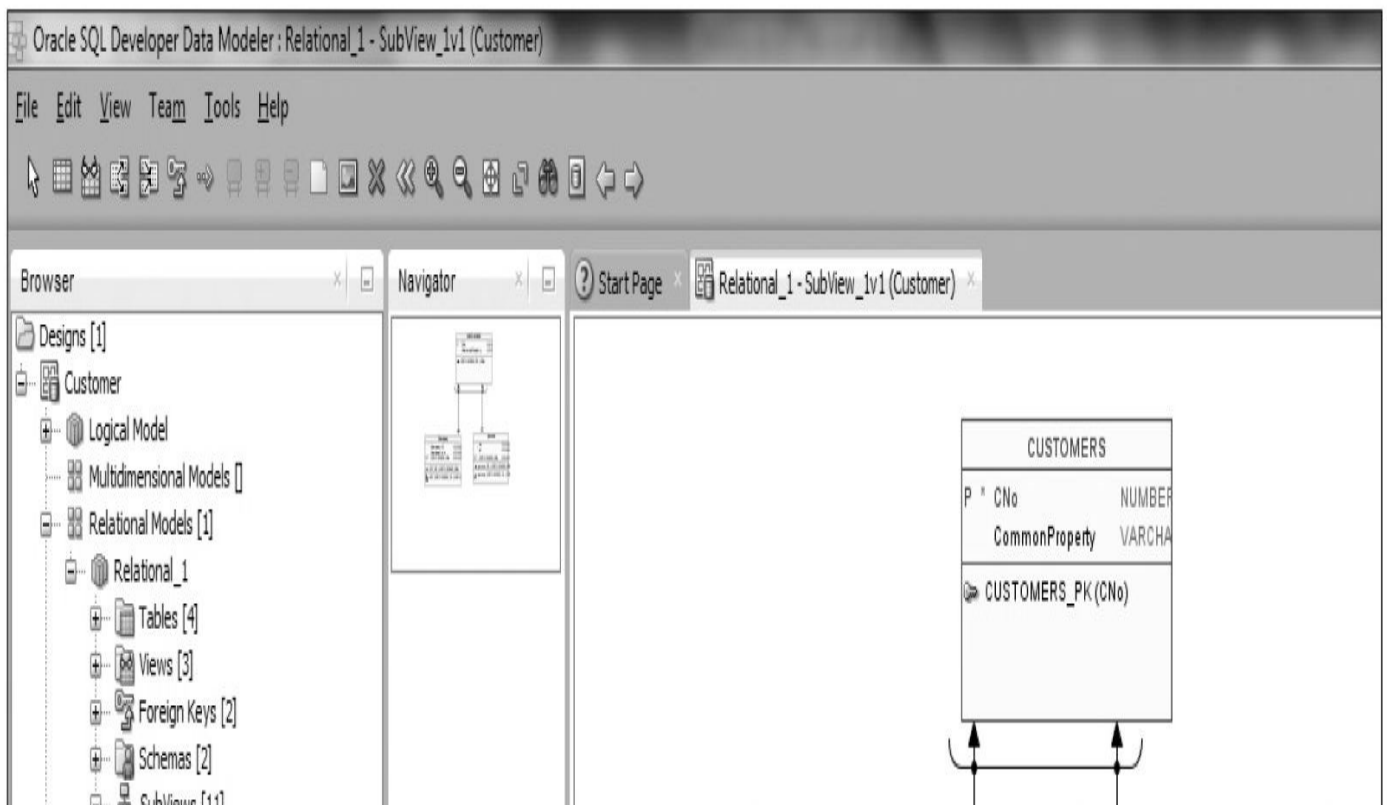 Oracle SQL Developer Data Modeler : Relational_1 - SubView_1v1 (Customer)
File Edit View Team Tools Help
Browser
Navigator
Start Page
Relational_1 - SubView_1v1 (Customer)
Designs [1]
Customer
Logical Model
Multidimensional Models []
Relational Models [1]
Relational_1
Tables [4]
Views [3]
Foreign Keys [2]
Schemas [2]
SubViews [11]
CUSTOMERS
P * CNo NUMBER
CommonProperty VARCHA
CUSTOMERS_PK (CNo)